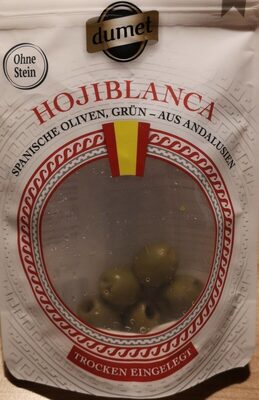 dumet
Ohne
Stein
HOJIBLANCA
SPANISCHE OLIVEN, GRÜN – AUS ANDALUSIEN
TROCKEN EINGELEGT